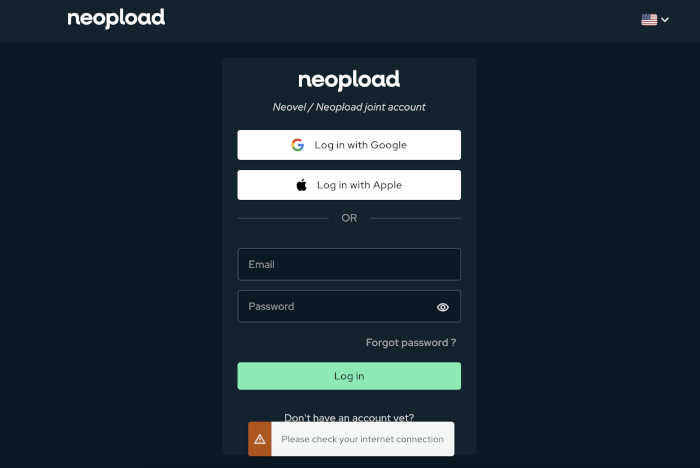 neopload
neopload
Neovel / Neopload joint account
Log in with Google
Log in with Apple
OR
Email
Password
Forgot password ?
Log in
Don't have an account yet?
Please check your internet connection